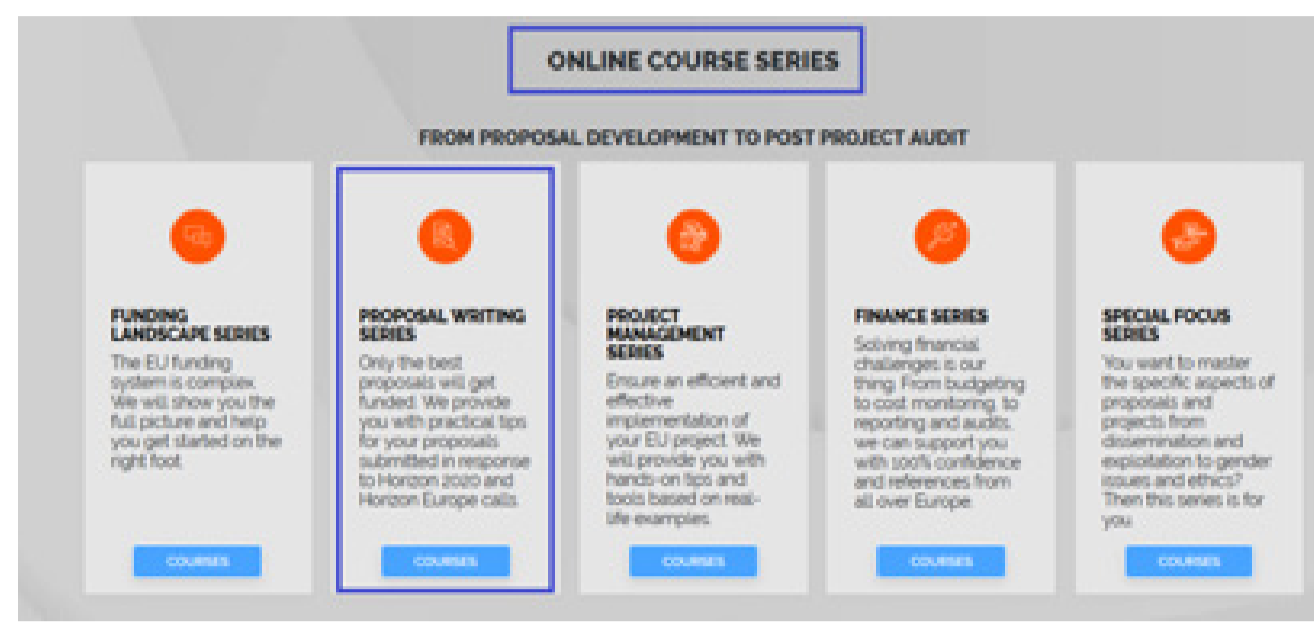 ONLINE COURSE SERIES
FROM PROPOSAL DEVELOPMENT TO POST PROJECT AUDIT
FUNDING
LANDSCAPE SERIES
The EU funding
system is complex.
We will show you the
full picture and help
you get started on the
right foot.
COURSES
PROPOSAL WRITING
SERIES
Only the best
proposals will get
funded. We provide
you with practical tips
for your proposals
submitted in response
to Horizon 2020 and
Horizon Europe calls.
COURSES
PROJECT
MANAGEMENT
SERIES
Ensure an efficient and
effective
implementation of
your EU project. We
will provide you with
hands-on tips and
tools based on real-
life examples.
COURSES
FINANCE SERIES
Solving financial
challenges is our
thing. From budgeting
to cost monitoring, to
reporting and audits,
we can support you
with 100% confidence
and references from
all over Europe.
COURSES
SPECIAL FOCUS
SERIES
You want to master
the specific aspects of
proposals and
projects from
dissemination and
exploitation to gender
issues and ethics?
Then this series is for
you.
COURSES